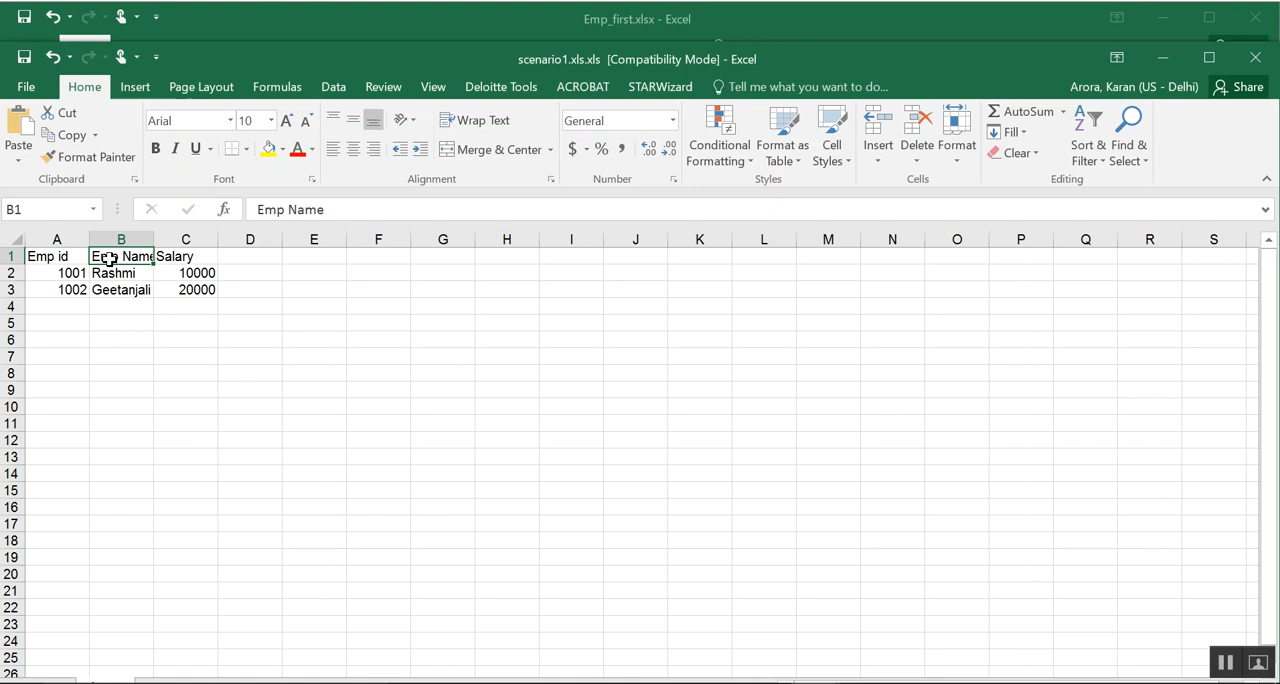 Emp_first.xlsx - Excel
scenario1.xls.xls [Compatibility Mode] - Excel
File Home Insert Page Layout Formulas Data Review View Deloitte Tools ACROBAT STARWizard Tell me what you want to do... Arora, Karan (US - Delhi) Share
Paste
Cut
Copy
Format Painter
Clipboard
Arial 10
B I U
Font
Wrap Text
Merge & Center
Alignment
General
$ % ,
Number
Conditional Formatting
Format as Table
Cell Styles
Styles
Insert Delete Format
Cells
AutoSum
Fill
Clear
Sort & Filter
Find & Select
Editing
B1 fx Emp Name
A B C D E F G H I J K L M N O P Q R S
1 Emp id Emp Name Salary
2 1001 Rashmi 10000
3 1002 Geetanjali 20000
4
5
6
7
8
9
10
11
12
13
14
15
16
17
18
19
20
21
22
23
24
25
26